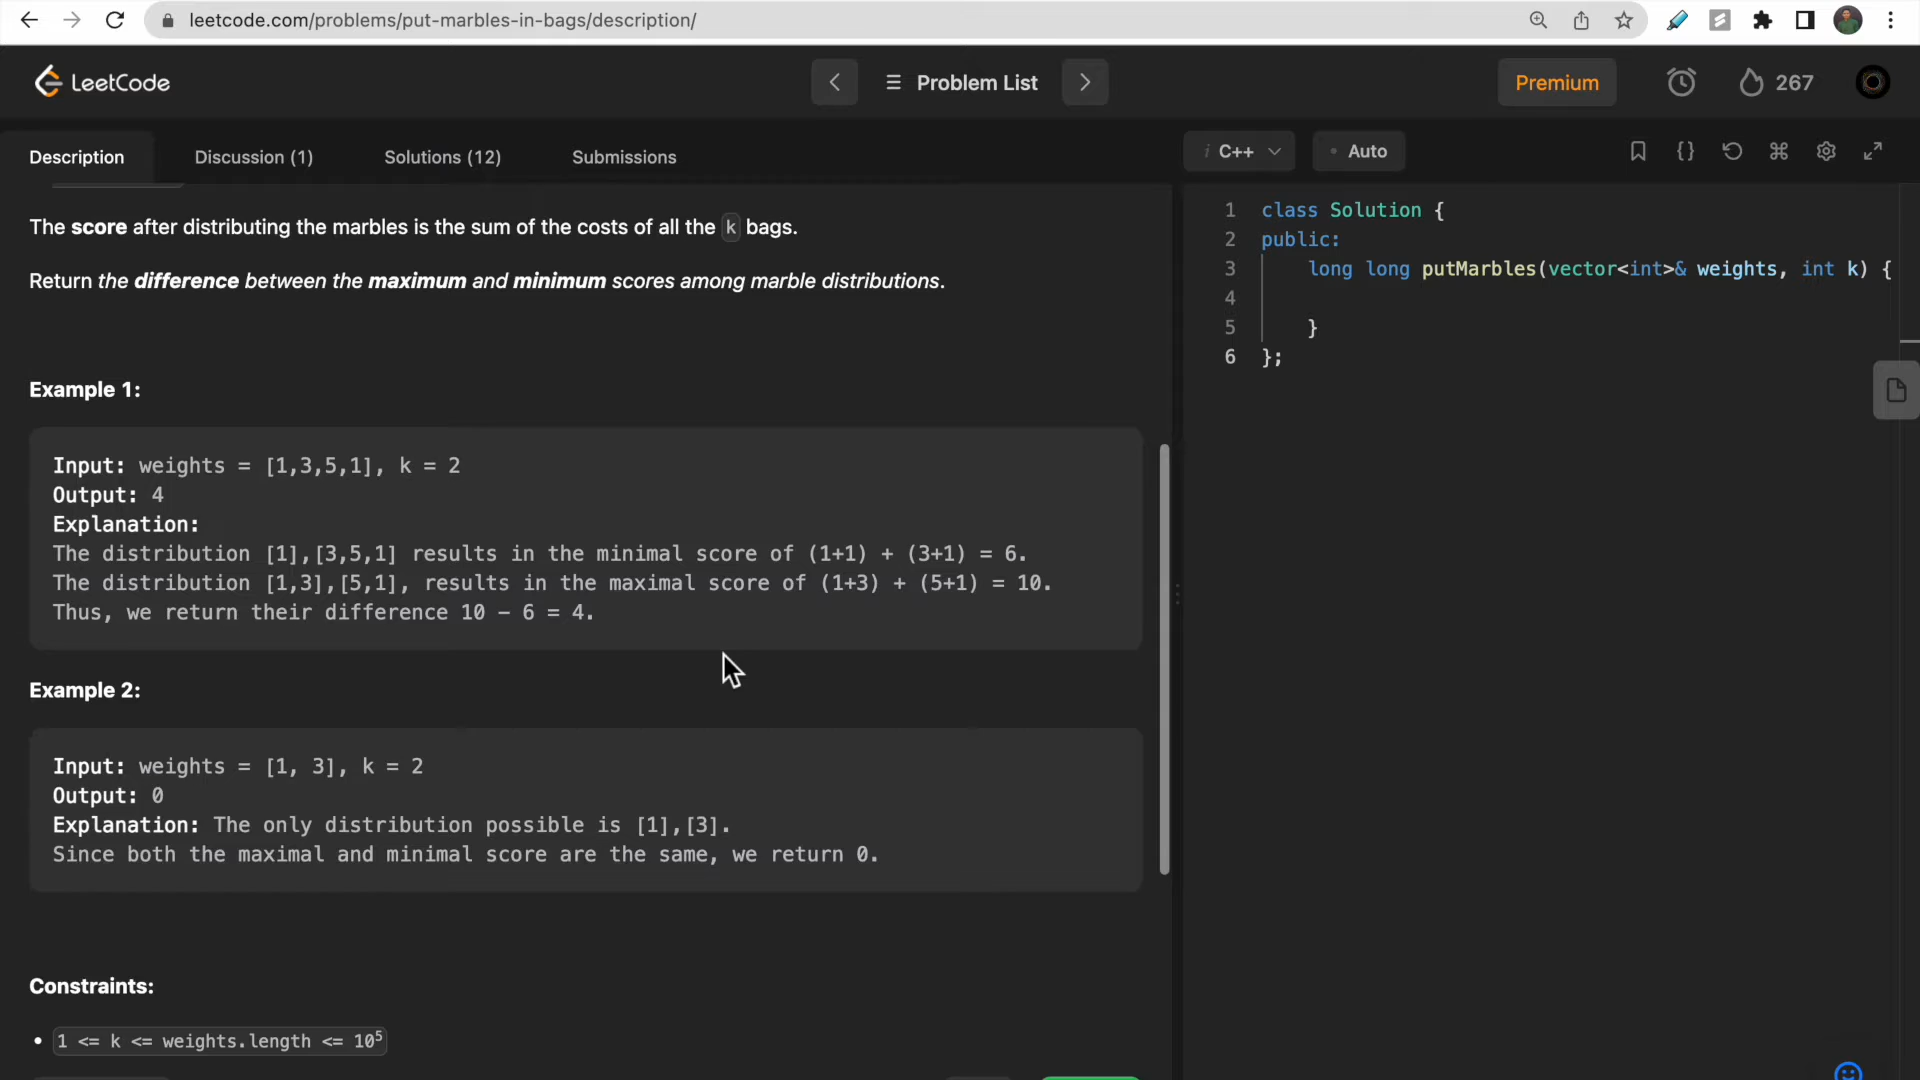 leetcode.com/problems/put-marbles-in-bags/description/
LeetCode
Problem List
Premium
267
Description
Discussion (1)
Solutions (12)
Submissions
i C++
• Auto
The score after distributing the marbles is the sum of the costs of all the k bags.
Return the difference between the maximum and minimum scores among marble distributions.
Example 1:
Input: weights = [1,3,5,1], k = 2
Output: 4
Explanation:
The distribution [1],[3,5,1] results in the minimal score of (1+1) + (3+1) = 6.
The distribution [1,3],[5,1], results in the maximal score of (1+3) + (5+1) = 10.
Thus, we return their difference 10 - 6 = 4.
Example 2:
Input: weights = [1, 3], k = 2
Output: 0
Explanation: The only distribution possible is [1],[3].
Since both the maximal and minimal score are the same, we return 0.
Constraints:
• 1 <= k <= weights.length <= 10⁵
1 class Solution {
2 public:
3 long long putMarbles(vector<int>& weights, int k) {
4
5 }
6 };